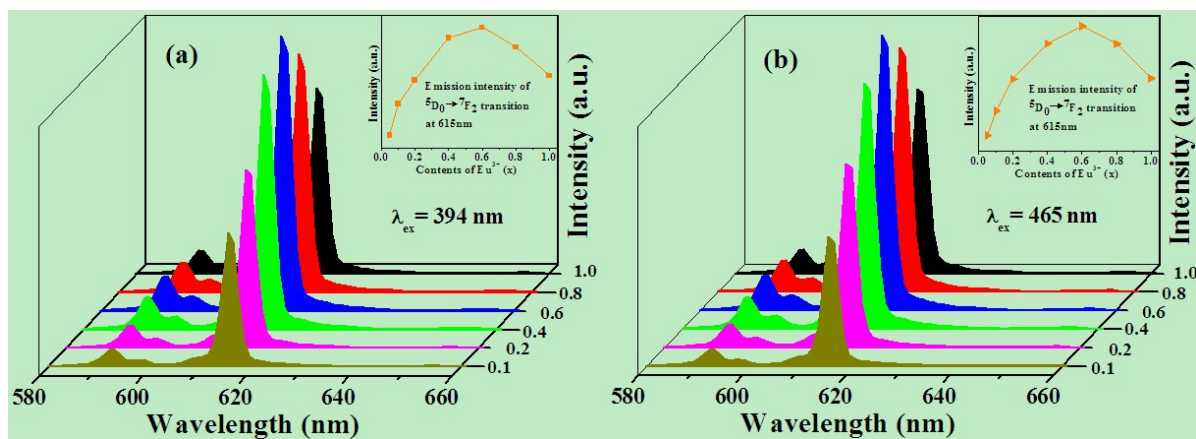 (a)
Intensity (a.u.)
Emission intensity of
⁵D₀→⁷F₂ transition
at 615nm
0.0 0.2 0.4 0.6 0.8 1.0
Contents of Eu³⁺ (x)
λex = 394 nm
Intensity (a.u.)
1.0
0.8
0.6
0.4
0.2
0.1
580 600 620 640 660
Wavelength (nm)
(b)
Intensity (a.u.)
Emission intensity of
⁵D₀→⁷F₂ transition
at 615nm
0.0 0.2 0.4 0.6 0.8 1.0
Contents of Eu³⁺ (x)
λex = 465 nm
Intensity (a.u.)
1.0
0.8
0.6
0.4
0.2
0.1
580 600 620 640 660
Wavelength (nm)